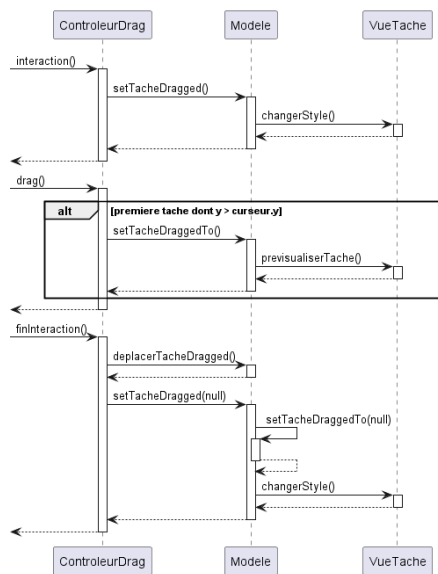 ControleurDrag Modele VueTache
interaction()
setTacheDragged()
changerStyle()
drag()
alt [premiere tache dont y > curseur.y]
setTacheDraggedTo()
previsualiserTache()
finInteraction()
deplacerTacheDragged()
setTacheDragged(null)
setTacheDraggedTo(null)
changerStyle()
ControleurDrag Modele VueTache